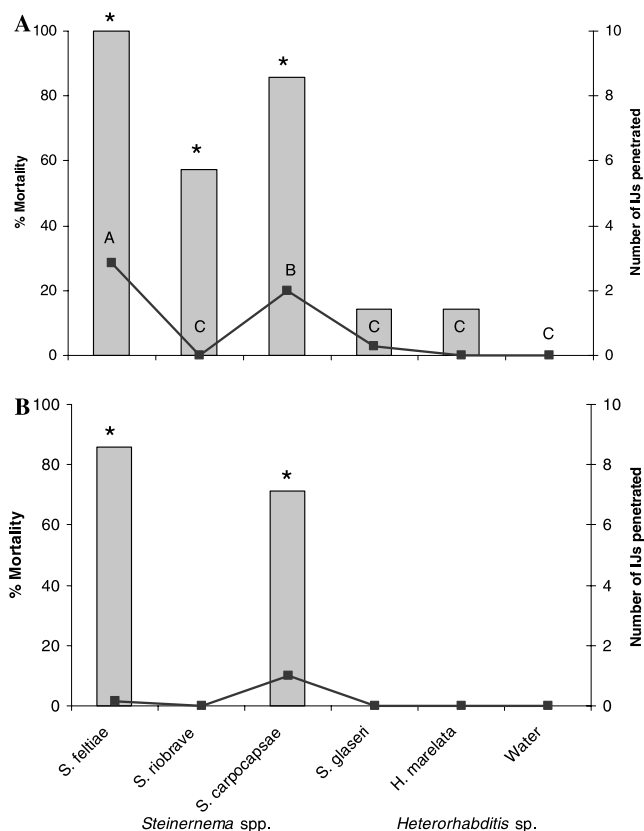 A
% Mortality
Number of IJs penetrated
100
80
60
40
20
0
10
8
6
4
2
0
*
*
*
A
C
B
C
C
C
B
% Mortality
Number of IJs penetrated
100
80
60
40
20
0
10
8
6
4
2
0
*
*
S. feltiae
S. riobrave
S. carpocapsae
S. glaseri
H. marelata
Water
Steinernema spp.
Heterorhabditis sp.